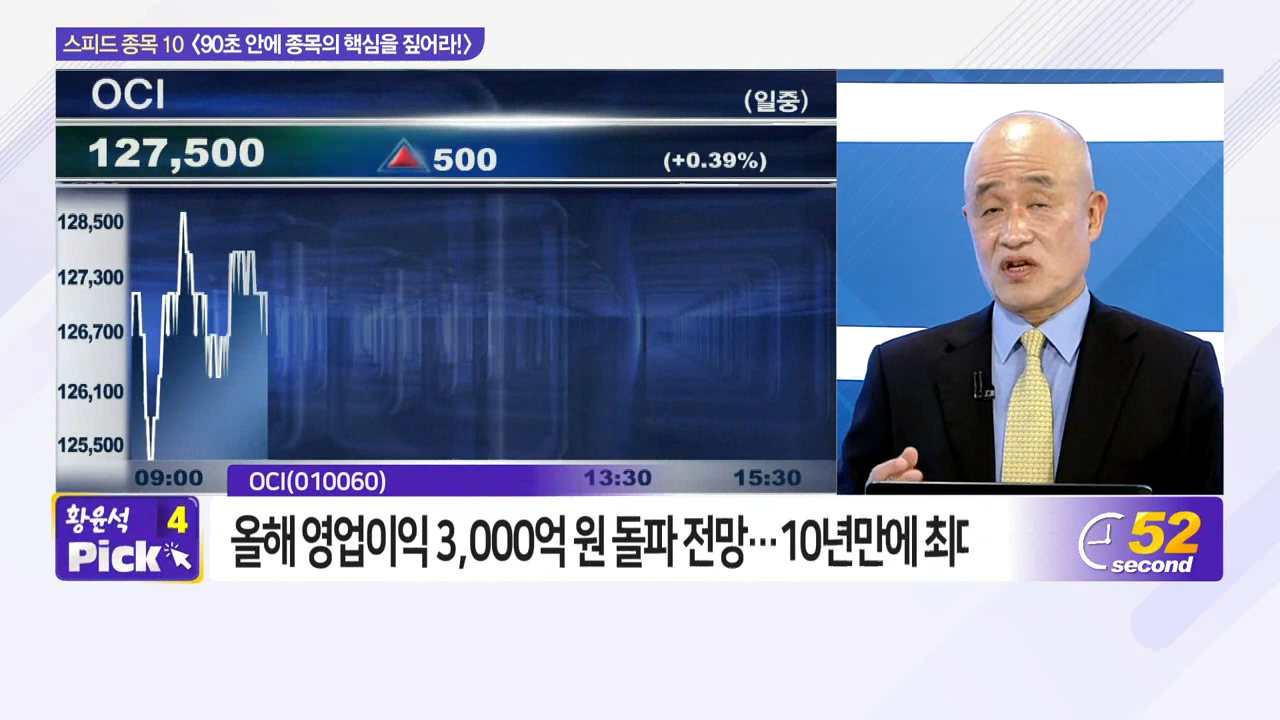 스피드 종목 10 <90초 안에 종목의 핵심을 짚어라!>
OCI
(일중)
127,500
500
(+0.39%)
128,500
127,300
126,700
126,100
125,500
09:00
13:30
15:30
OCI(010060)
황윤석 4
Pick
올해 영업이익 3,000억 원 돌파 전망…10년만에
52
second